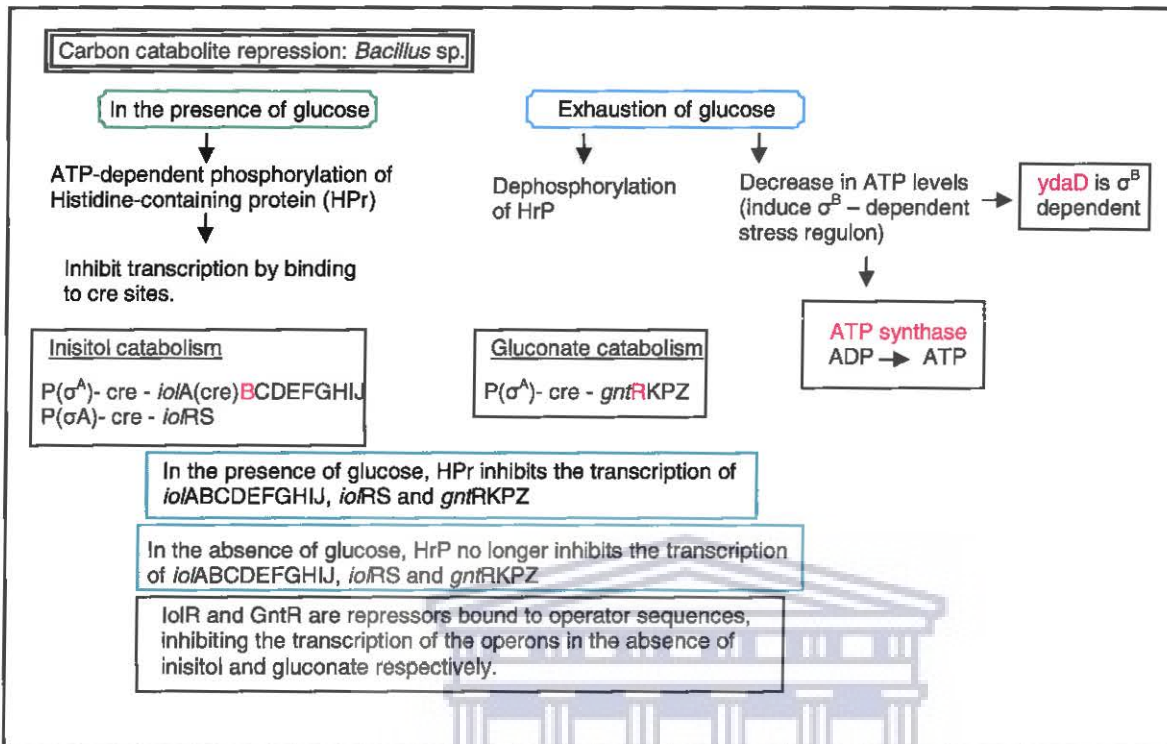 Carbon catabolite repression: Bacillus sp.
In the presence of glucose
ATP-dependent phosphorylation of
Histidine-containing protein (HPr)
Inhibit transcription by binding
to cre sites.
Exhaustion of glucose
Dephosphorylation
of HrP
Decrease in ATP levels
(induce σᴮ – dependent
stress regulon)
ydaD is σᴮ
dependent
ATP synthase
ADP → ATP
Inisitol catabolism
P(σᴬ)- cre - iolA(cre)BCDEFGHIJ
P(σA)- cre - iolRS
Gluconate catabolism
P(σᴬ)- cre - gntRKPZ
In the presence of glucose, HPr inhibits the transcription of
iolABCDEFGHIJ, iolRS and gntRKPZ
In the absence of glucose, HrP no longer inhibits the transcription
of iolABCDEFGHIJ, iolRS and gntRKPZ
IolR and GntR are repressors bound to operator sequences,
inhibiting the transcription of the operons in the absence of
inisitol and gluconate respectively.